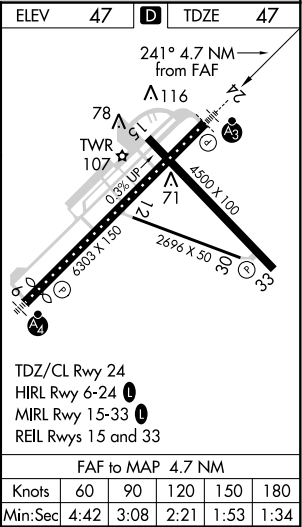 ELEV 47 D TDZE 47
241° 4.7 NM
from FAF
116
24
78
15
A3
P
TWR
107
0.3% UP
4500 X 100
71
12
6303 X 150
2696 X 50
30
P
33
6
P
A4
TDZ/CL Rwy 24
HIRL Rwy 6-24 L
MIRL Rwy 15-33 L
REIL Rwys 15 and 33
FAF to MAP 4.7 NM
Knots 60 90 120 150 180
Min:Sec 4:42 3:08 2:21 1:53 1:34